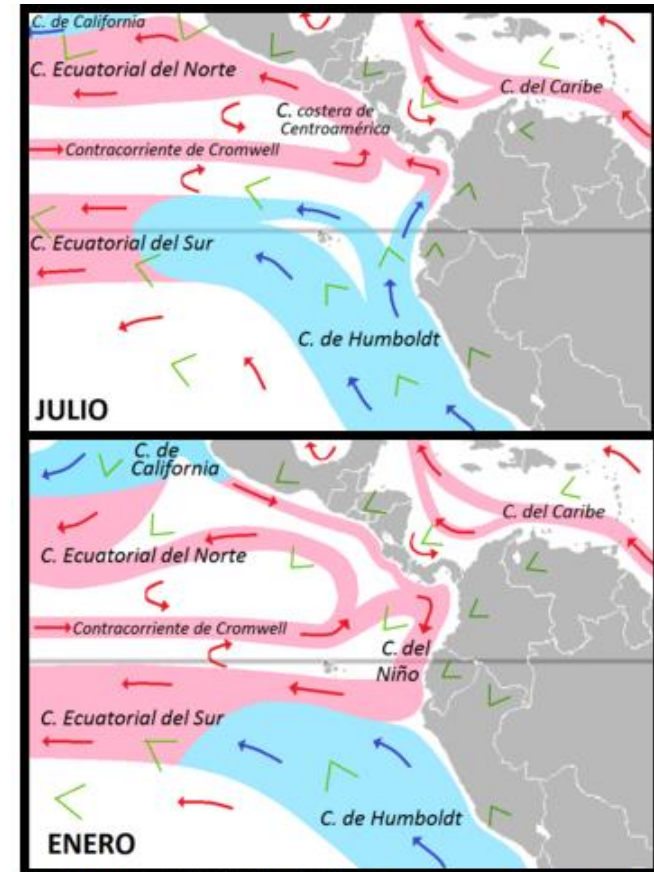 C. de California
C. Ecuatorial del Norte
C. del Caribe
C. costera de
Centroamérica
Contracorriente de Cromwell
C. Ecuatorial del Sur
C. de Humboldt
JULIO
C. de
California
C. del Caribe
C. Ecuatorial del Norte
Contracorriente de Cromwell
C. del
Niño
C. Ecuatorial del Sur
C. de Humboldt
ENERO